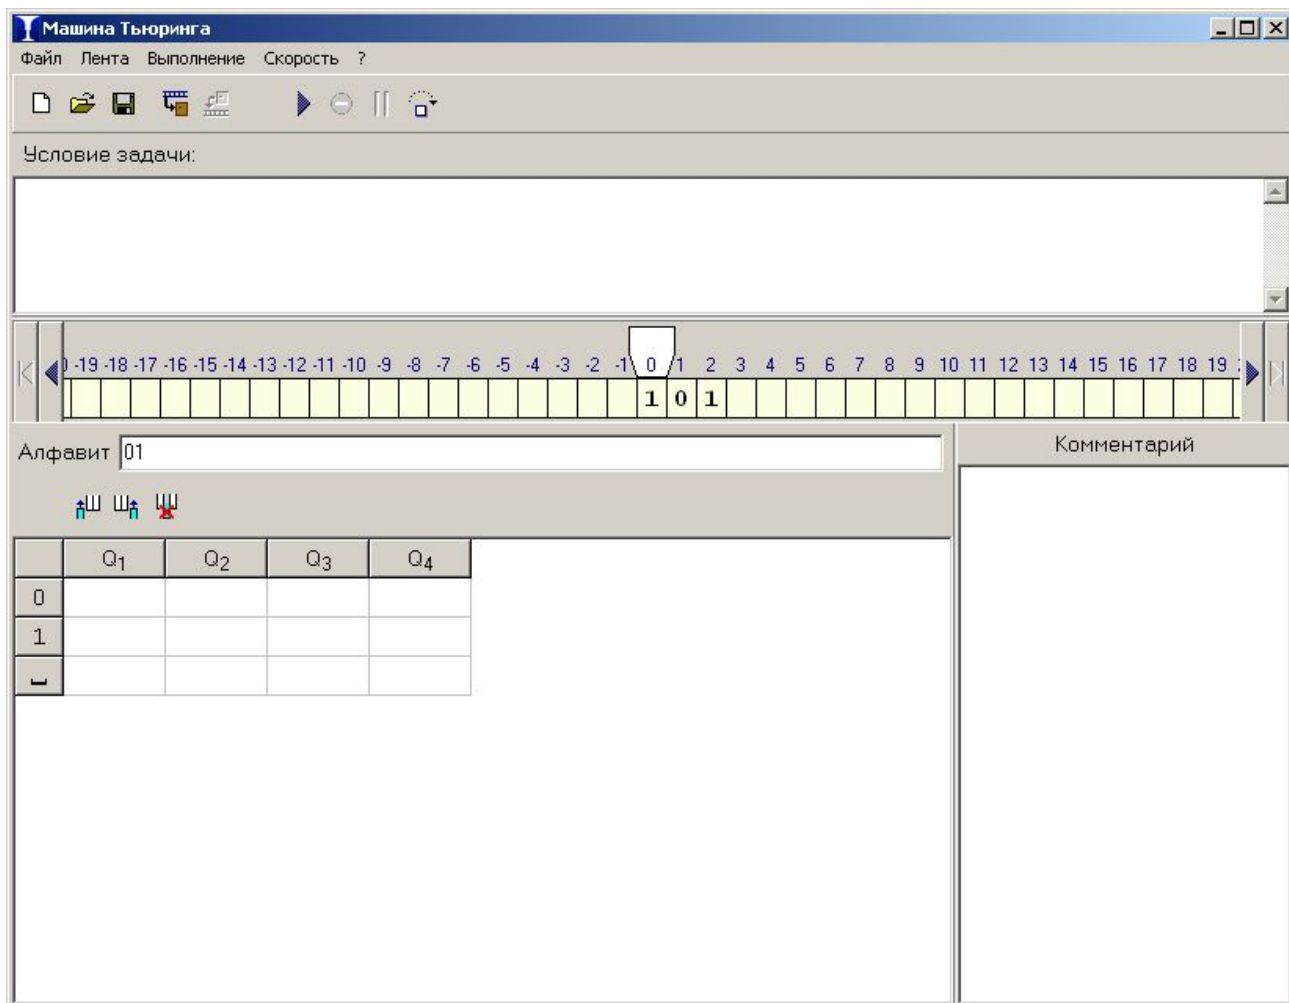 Машина Тьюринга
Файл Лента Выполнение Скорость ?
Условие задачи:
-19 -18 -17 -16 -15 -14 -13 -12 -11 -10 -9 -8 -7 -6 -5 -4 -3 -2 -1 0 1 2 3 4 5 6 7 8 9 10 11 12 13 14 15 16 17 18 19
1 0 1
Алфавит 01
Комментарий
Q1 Q2 Q3 Q4
0
1